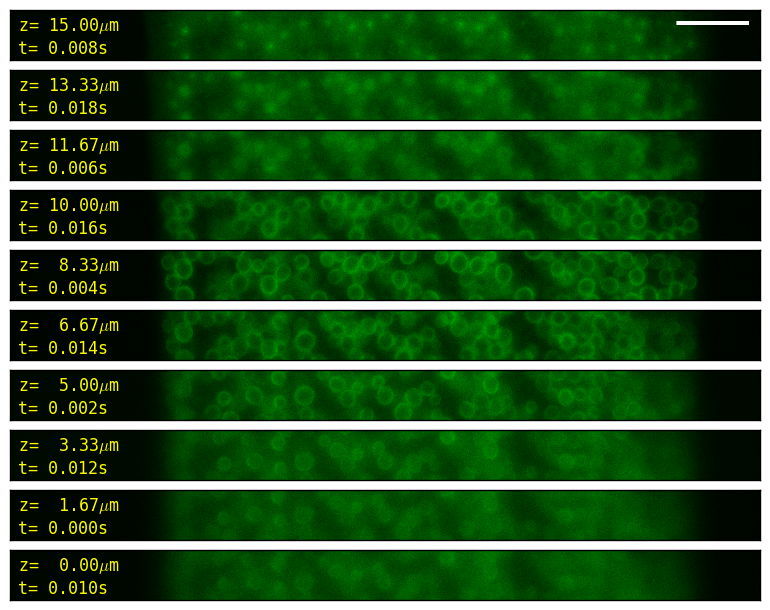 z= 15.00μm
t= 0.008s
z= 13.33μm
t= 0.018s
z= 11.67μm
t= 0.006s
z= 10.00μm
t= 0.016s
z=  8.33μm
t= 0.004s
z=  6.67μm
t= 0.014s
z=  5.00μm
t= 0.002s
z=  3.33μm
t= 0.012s
z=  1.67μm
t= 0.000s
z=  0.00μm
t= 0.010s